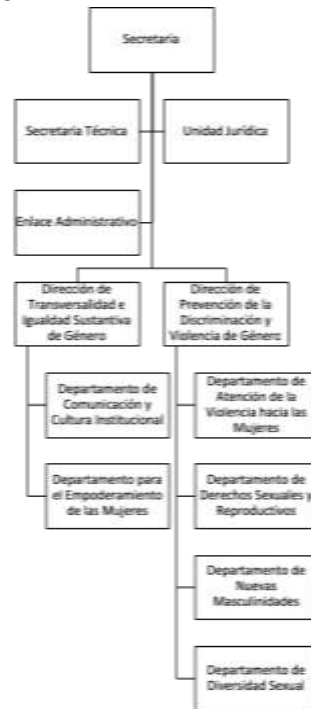 Secretaria
Secretaria Técnica
Unidad Jurídica
Enlace Administrativo
Dirección de
Transversalidad e
Igualdad Sustantiva
de Género
Dirección de
Prevención de la
Discriminación y
Violencia de Género
Departamento de
Comunicación y
Cultura Institucional
Departamento para
el Empoderamiento
de las Mujeres
Departamento de
Atención de la
Violencia hacia las
Mujeres
Departamento de
Derechos Sexuales y
Reproductivos
Departamento de
Nuevas
Masculinidades
Departamento de
Diversidad Sexual